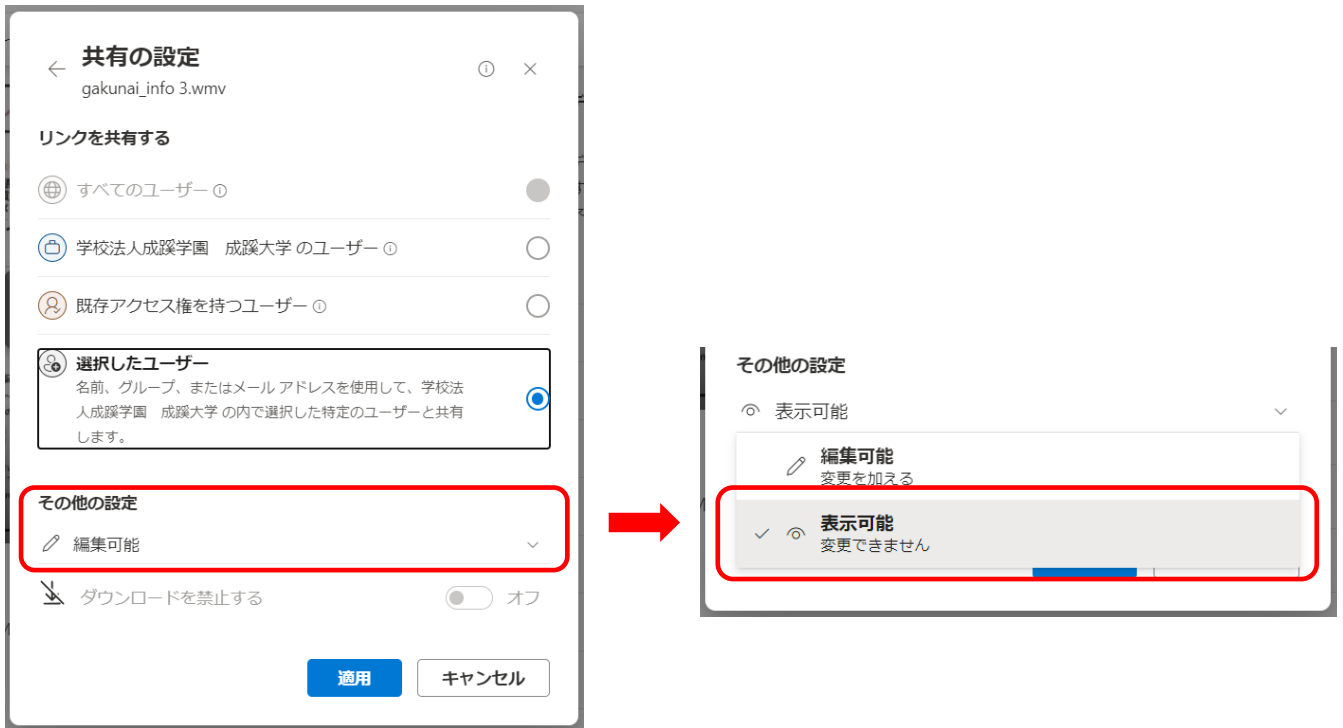 共有の設定
gakunai_info 3.wmv
リンクを共有する
すべてのユーザー
学校法人成蹊学園　成蹊大学 のユーザー
既存アクセス権を持つユーザー
選択したユーザー
名前、グループ、またはメール アドレスを使用して、学校法
人成蹊学園　成蹊大学 の内で選択した特定のユーザーと共有
します。
その他の設定
編集可能
ダウンロードを禁止する オフ
適用 キャンセル
その他の設定
表示可能
編集可能
変更を加える
表示可能
変更できません